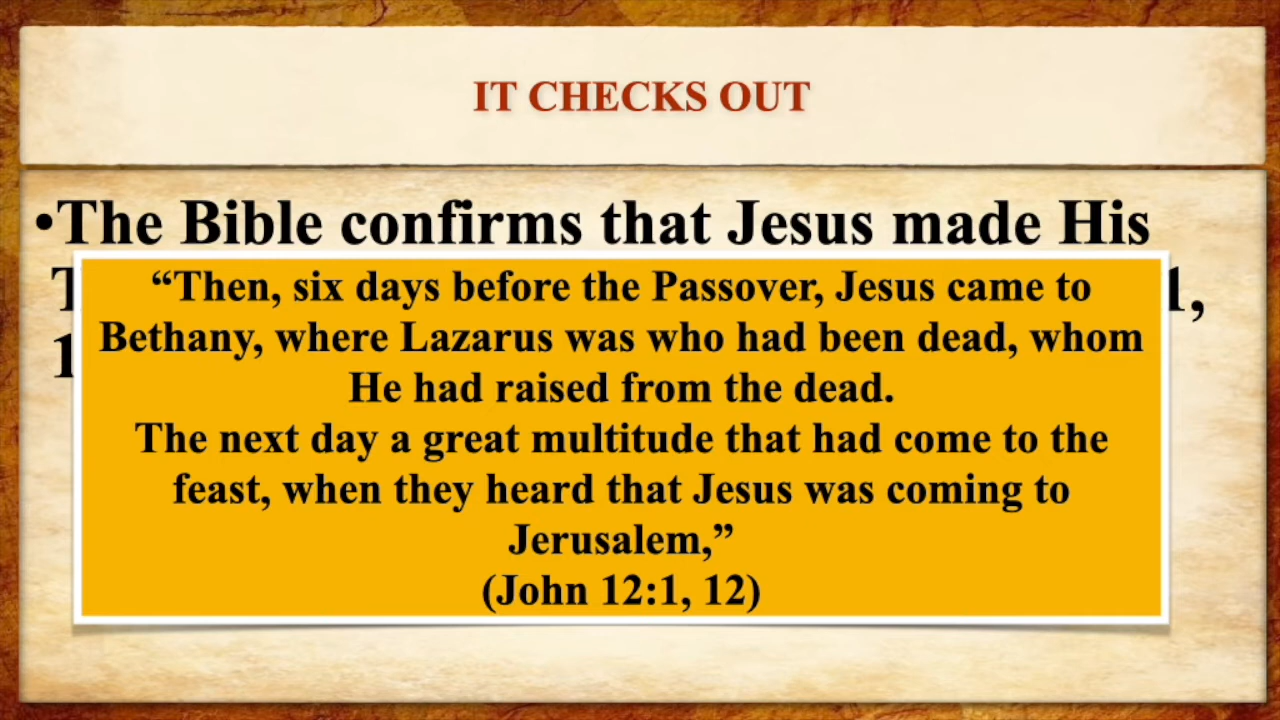 IT CHECKS OUT
•The Bible confirms that Jesus made His
T 1,
1
“Then, six days before the Passover, Jesus came to
Bethany, where Lazarus was who had been dead, whom
He had raised from the dead.
The next day a great multitude that had come to the
feast, when they heard that Jesus was coming to
Jerusalem,”
(John 12:1, 12)